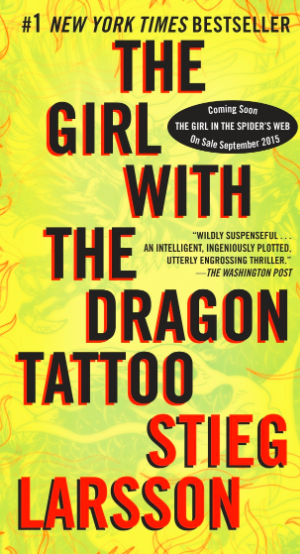 #1 NEW YORK TIMES BESTSELLER
THE
GIRL
Coming Soon
THE GIRL IN THE SPIDER'S WEB
On Sale September 2015
WITH
THE
"WILDLY SUSPENSEFUL . . .
AN INTELLIGENT, INGENIOUSLY PLOTTED,
UTTERLY ENGROSSING THRILLER."
—THE WASHINGTON POST
DRAGON
TATTOO
STIEG
LARSSON